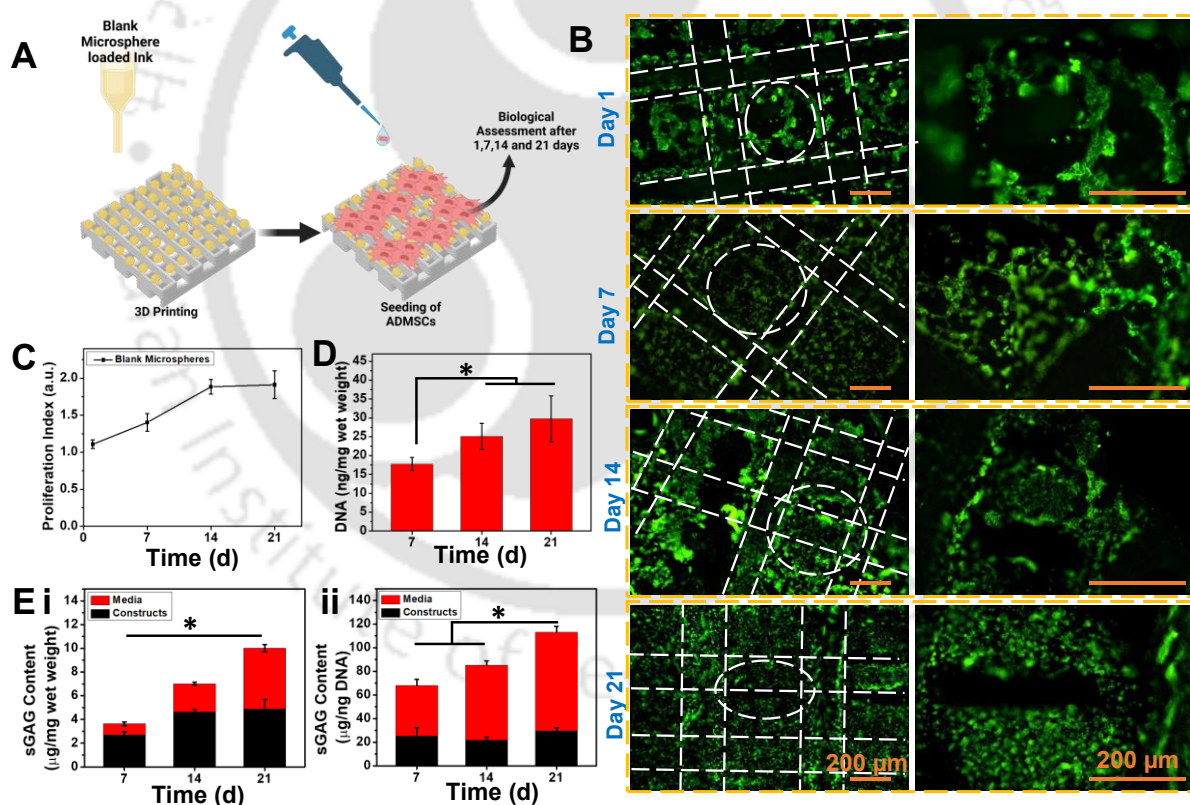 A
Blank
Microsphere
loaded Ink
Biological
Assessment after
1,7,14 and 21 days
3D Printing
Seeding of
ADMSCs
B
Day 1
Day 7
Day 14
Day 21
200 µm
200 µm
C
Blank Microspheres
Proliferation Index (a.u.)
2.0
1.5
1.0
0.5
0.0
0
7
14
21
Time (d)
D
*
DNA (ng/mg wet weight)
45
40
35
30
25
20
15
10
5
0
7
14
21
Time (d)
E i
Media
Constructs
*
sGAG Content
(µg/mg wet weight)
14
12
10
8
6
4
2
0
7
14
21
Time (d)
ii
Media
Constructs
*
sGAG Content
(µg/ng DNA)
140
120
100
80
60
40
20
0
7
14
21
Time (d)
Institute of